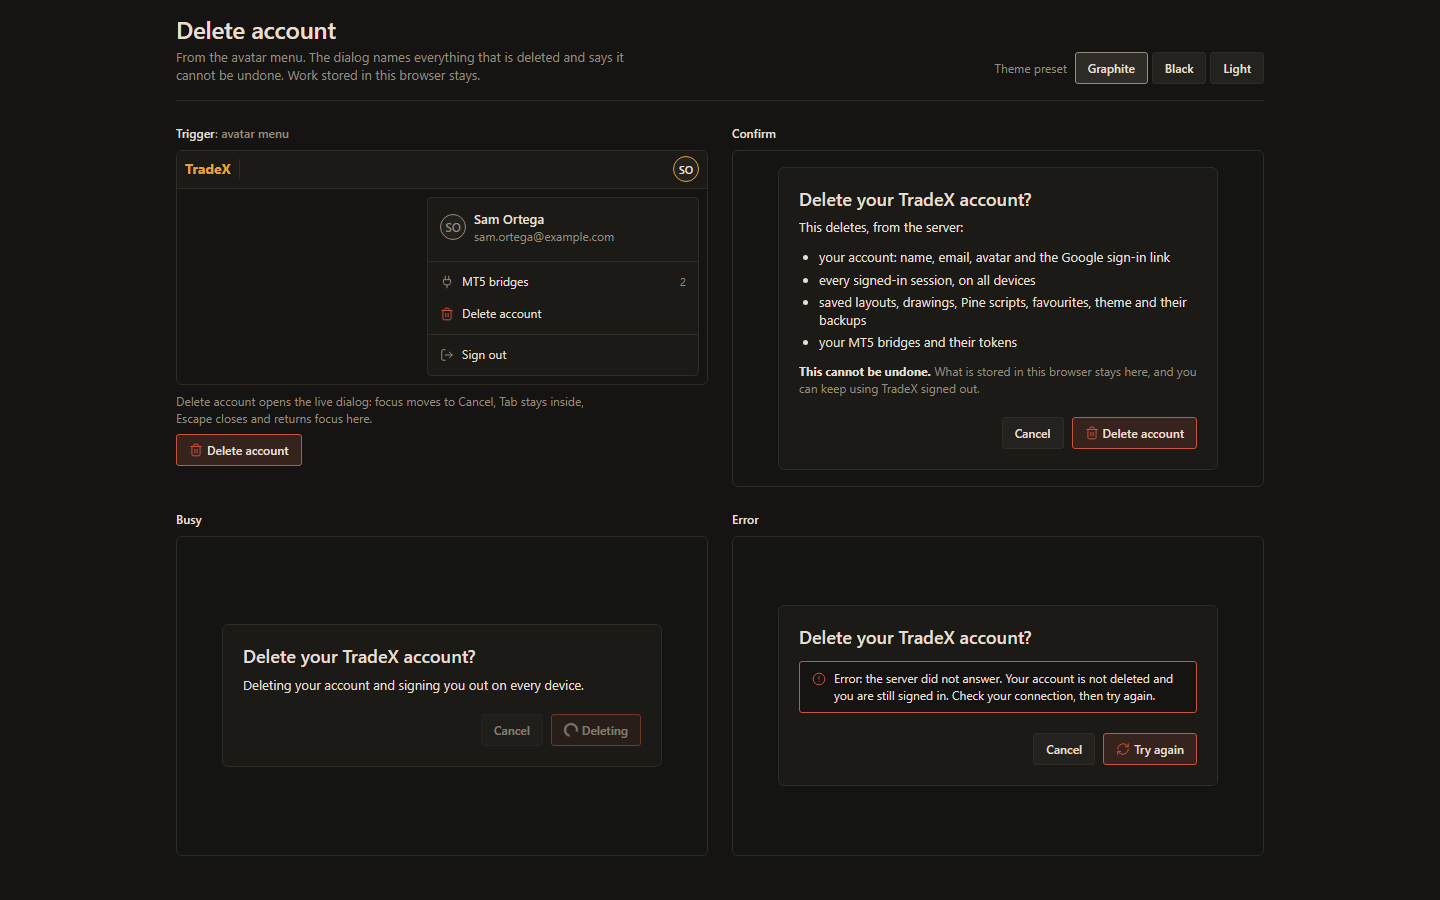 Delete account
From the avatar menu. The dialog names everything that is deleted and says it
cannot be undone. Work stored in this browser stays.
Theme preset
Graphite
Black
Light
Trigger: avatar menu
TradeX
SO
SO
Sam Ortega
sam.ortega@example.com
MT5 bridges
2
Delete account
Sign out
Delete account opens the live dialog: focus moves to Cancel, Tab stays inside,
Escape closes and returns focus here.
Delete account
Confirm
Delete your TradeX account?
This deletes, from the server:
your account: name, email, avatar and the Google sign-in link
every signed-in session, on all devices
saved layouts, drawings, Pine scripts, favourites, theme and their
backups
your MT5 bridges and their tokens
This cannot be undone. What is stored in this browser stays here, and you
can keep using TradeX signed out.
Cancel
Delete account
Busy
Delete your TradeX account?
Deleting your account and signing you out on every device.
Cancel
Deleting
Error
Delete your TradeX account?
Error: the server did not answer. Your account is not deleted and
you are still signed in. Check your connection, then try again.
Cancel
Try again